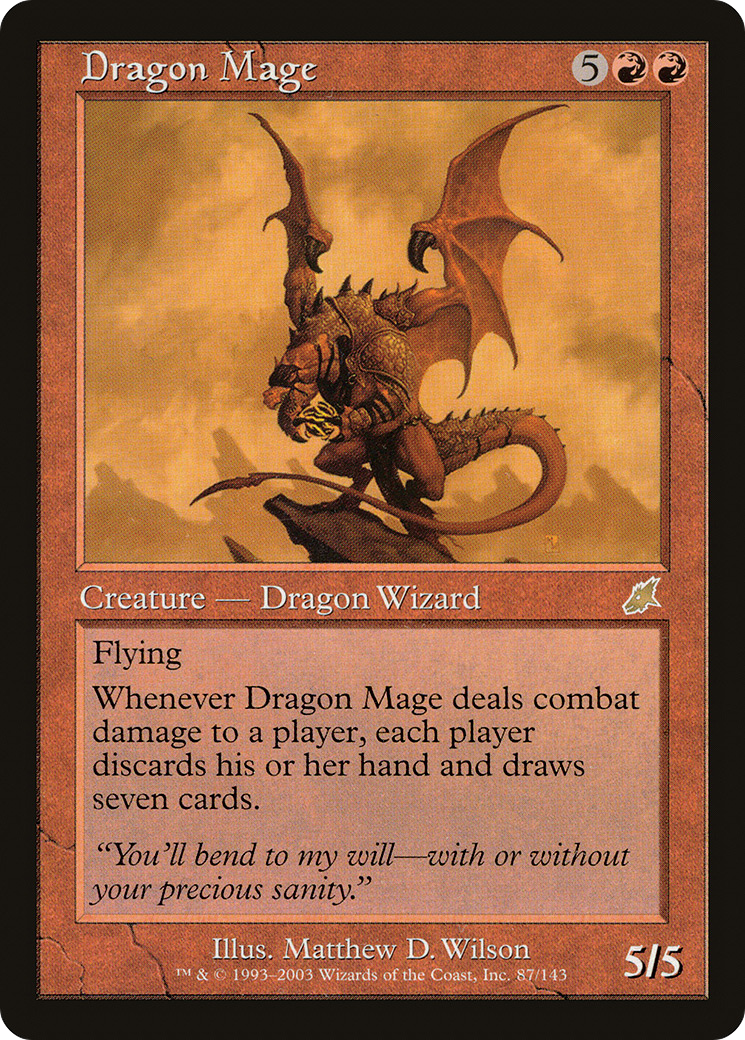 Dragon Mage 5
Creature — Dragon Wizard
Flying
Whenever Dragon Mage deals combat
damage to a player, each player
discards his or her hand and draws
seven cards.
“You’ll bend to my will—with or without
your precious sanity.”
Illus. Matthew D. Wilson
™ & © 1993–2003 Wizards of the Coast, Inc. 87/143
5/5